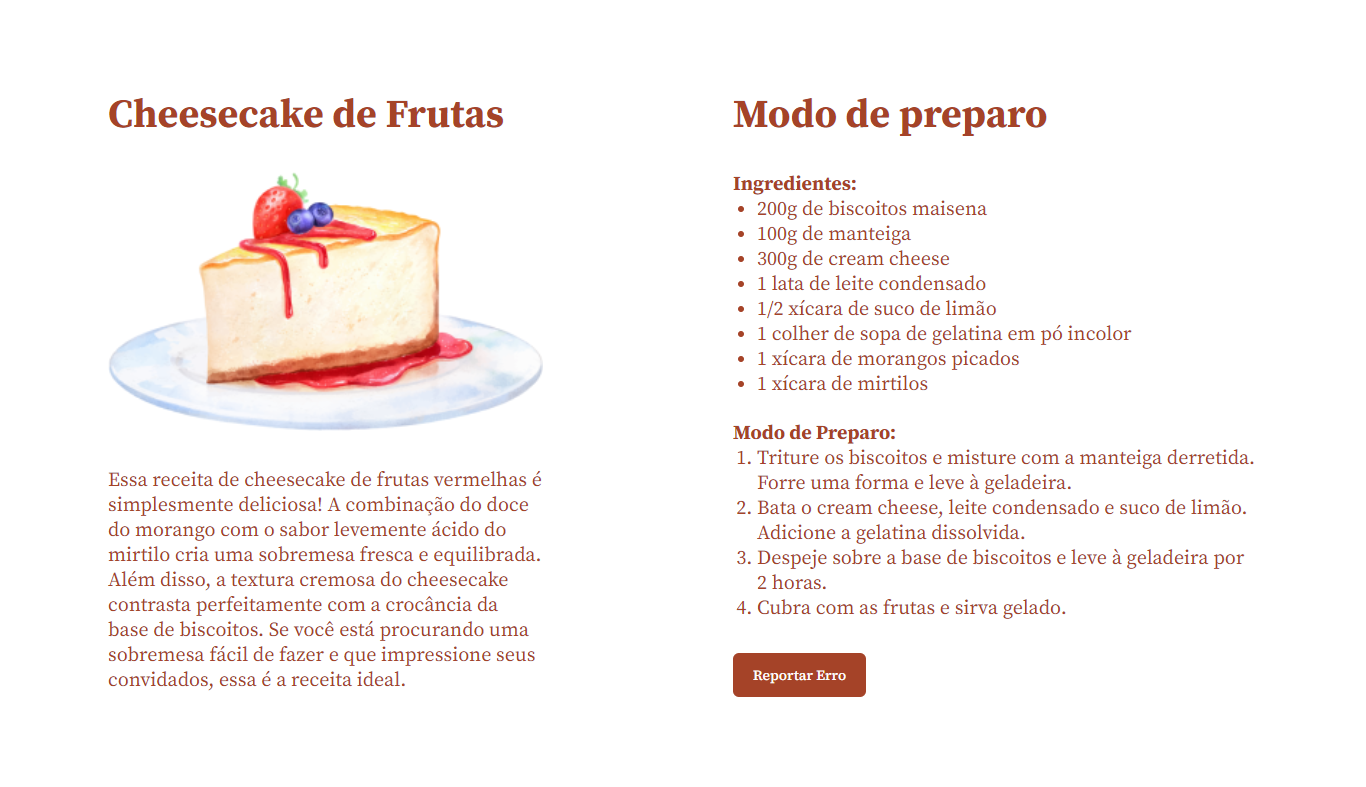 Cheesecake de Frutas
Essa receita de cheesecake de frutas vermelhas é
simplesmente deliciosa! A combinação do doce
do morango com o sabor levemente ácido do
mirtilo cria uma sobremesa fresca e equilibrada.
Além disso, a textura cremosa do cheesecake
contrasta perfeitamente com a crocância da
base de biscoitos. Se você está procurando uma
sobremesa fácil de fazer e que impressione seus
convidados, essa é a receita ideal.
Modo de preparo
Ingredientes:
• 200g de biscoitos maisena
• 100g de manteiga
• 300g de cream cheese
• 1 lata de leite condensado
• 1/2 xícara de suco de limão
• 1 colher de sopa de gelatina em pó incolor
• 1 xícara de morangos picados
• 1 xícara de mirtilos
Modo de Preparo:
1. Triture os biscoitos e misture com a manteiga derretida.
Forre uma forma e leve à geladeira.
2. Bata o cream cheese, leite condensado e suco de limão.
Adicione a gelatina dissolvida.
3. Despeje sobre a base de biscoitos e leve à geladeira por
2 horas.
4. Cubra com as frutas e sirva gelado.
Reportar Erro